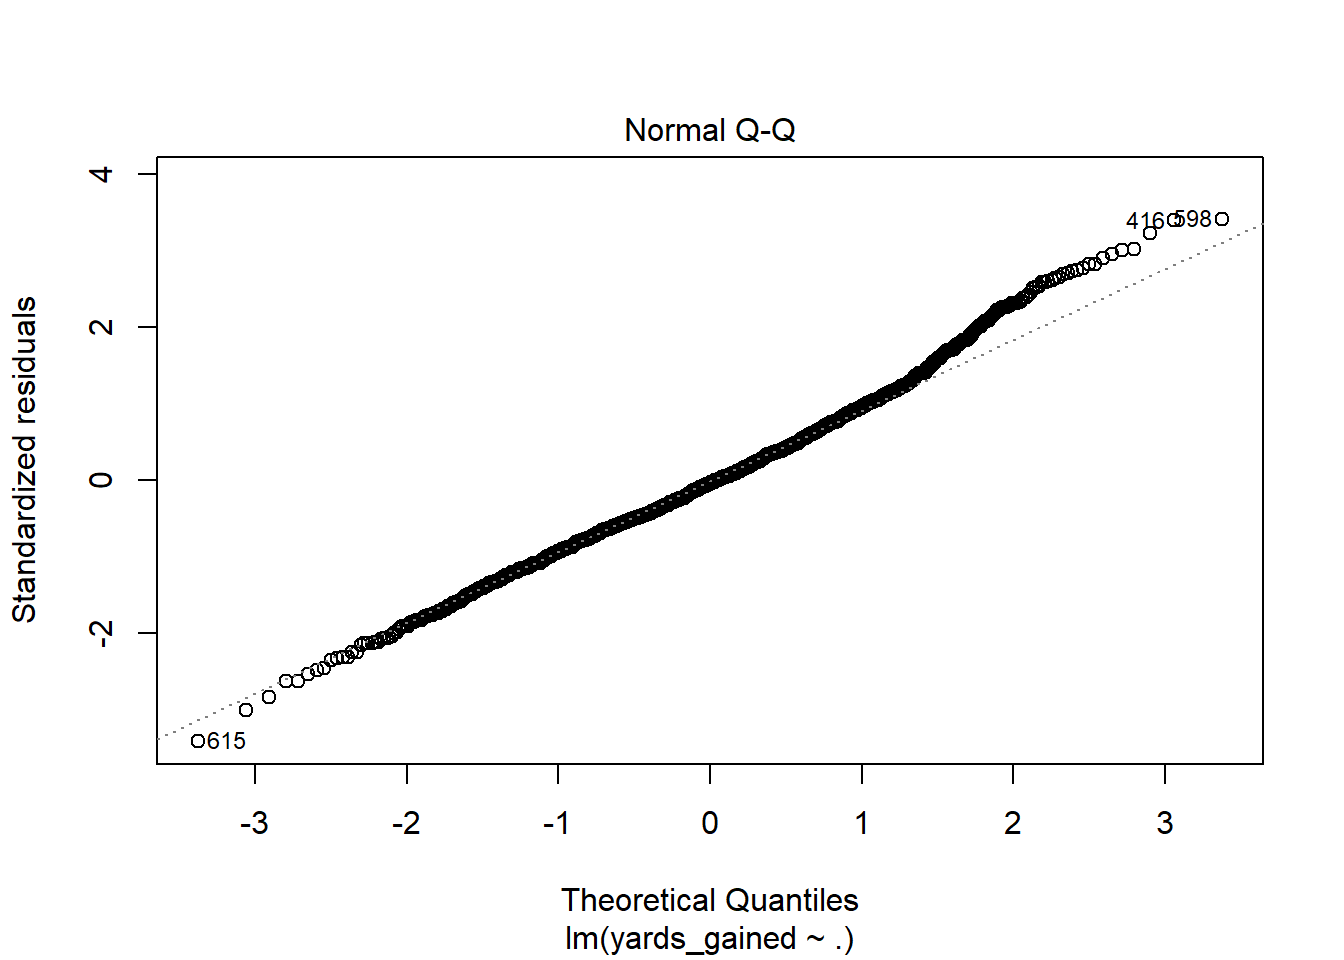 Normal Q-Q
4
2
0
-2
Standardized residuals
416
598
615
-3 -2 -1 0 1 2 3
Theoretical Quantiles
lm(yards_gained ~ .)